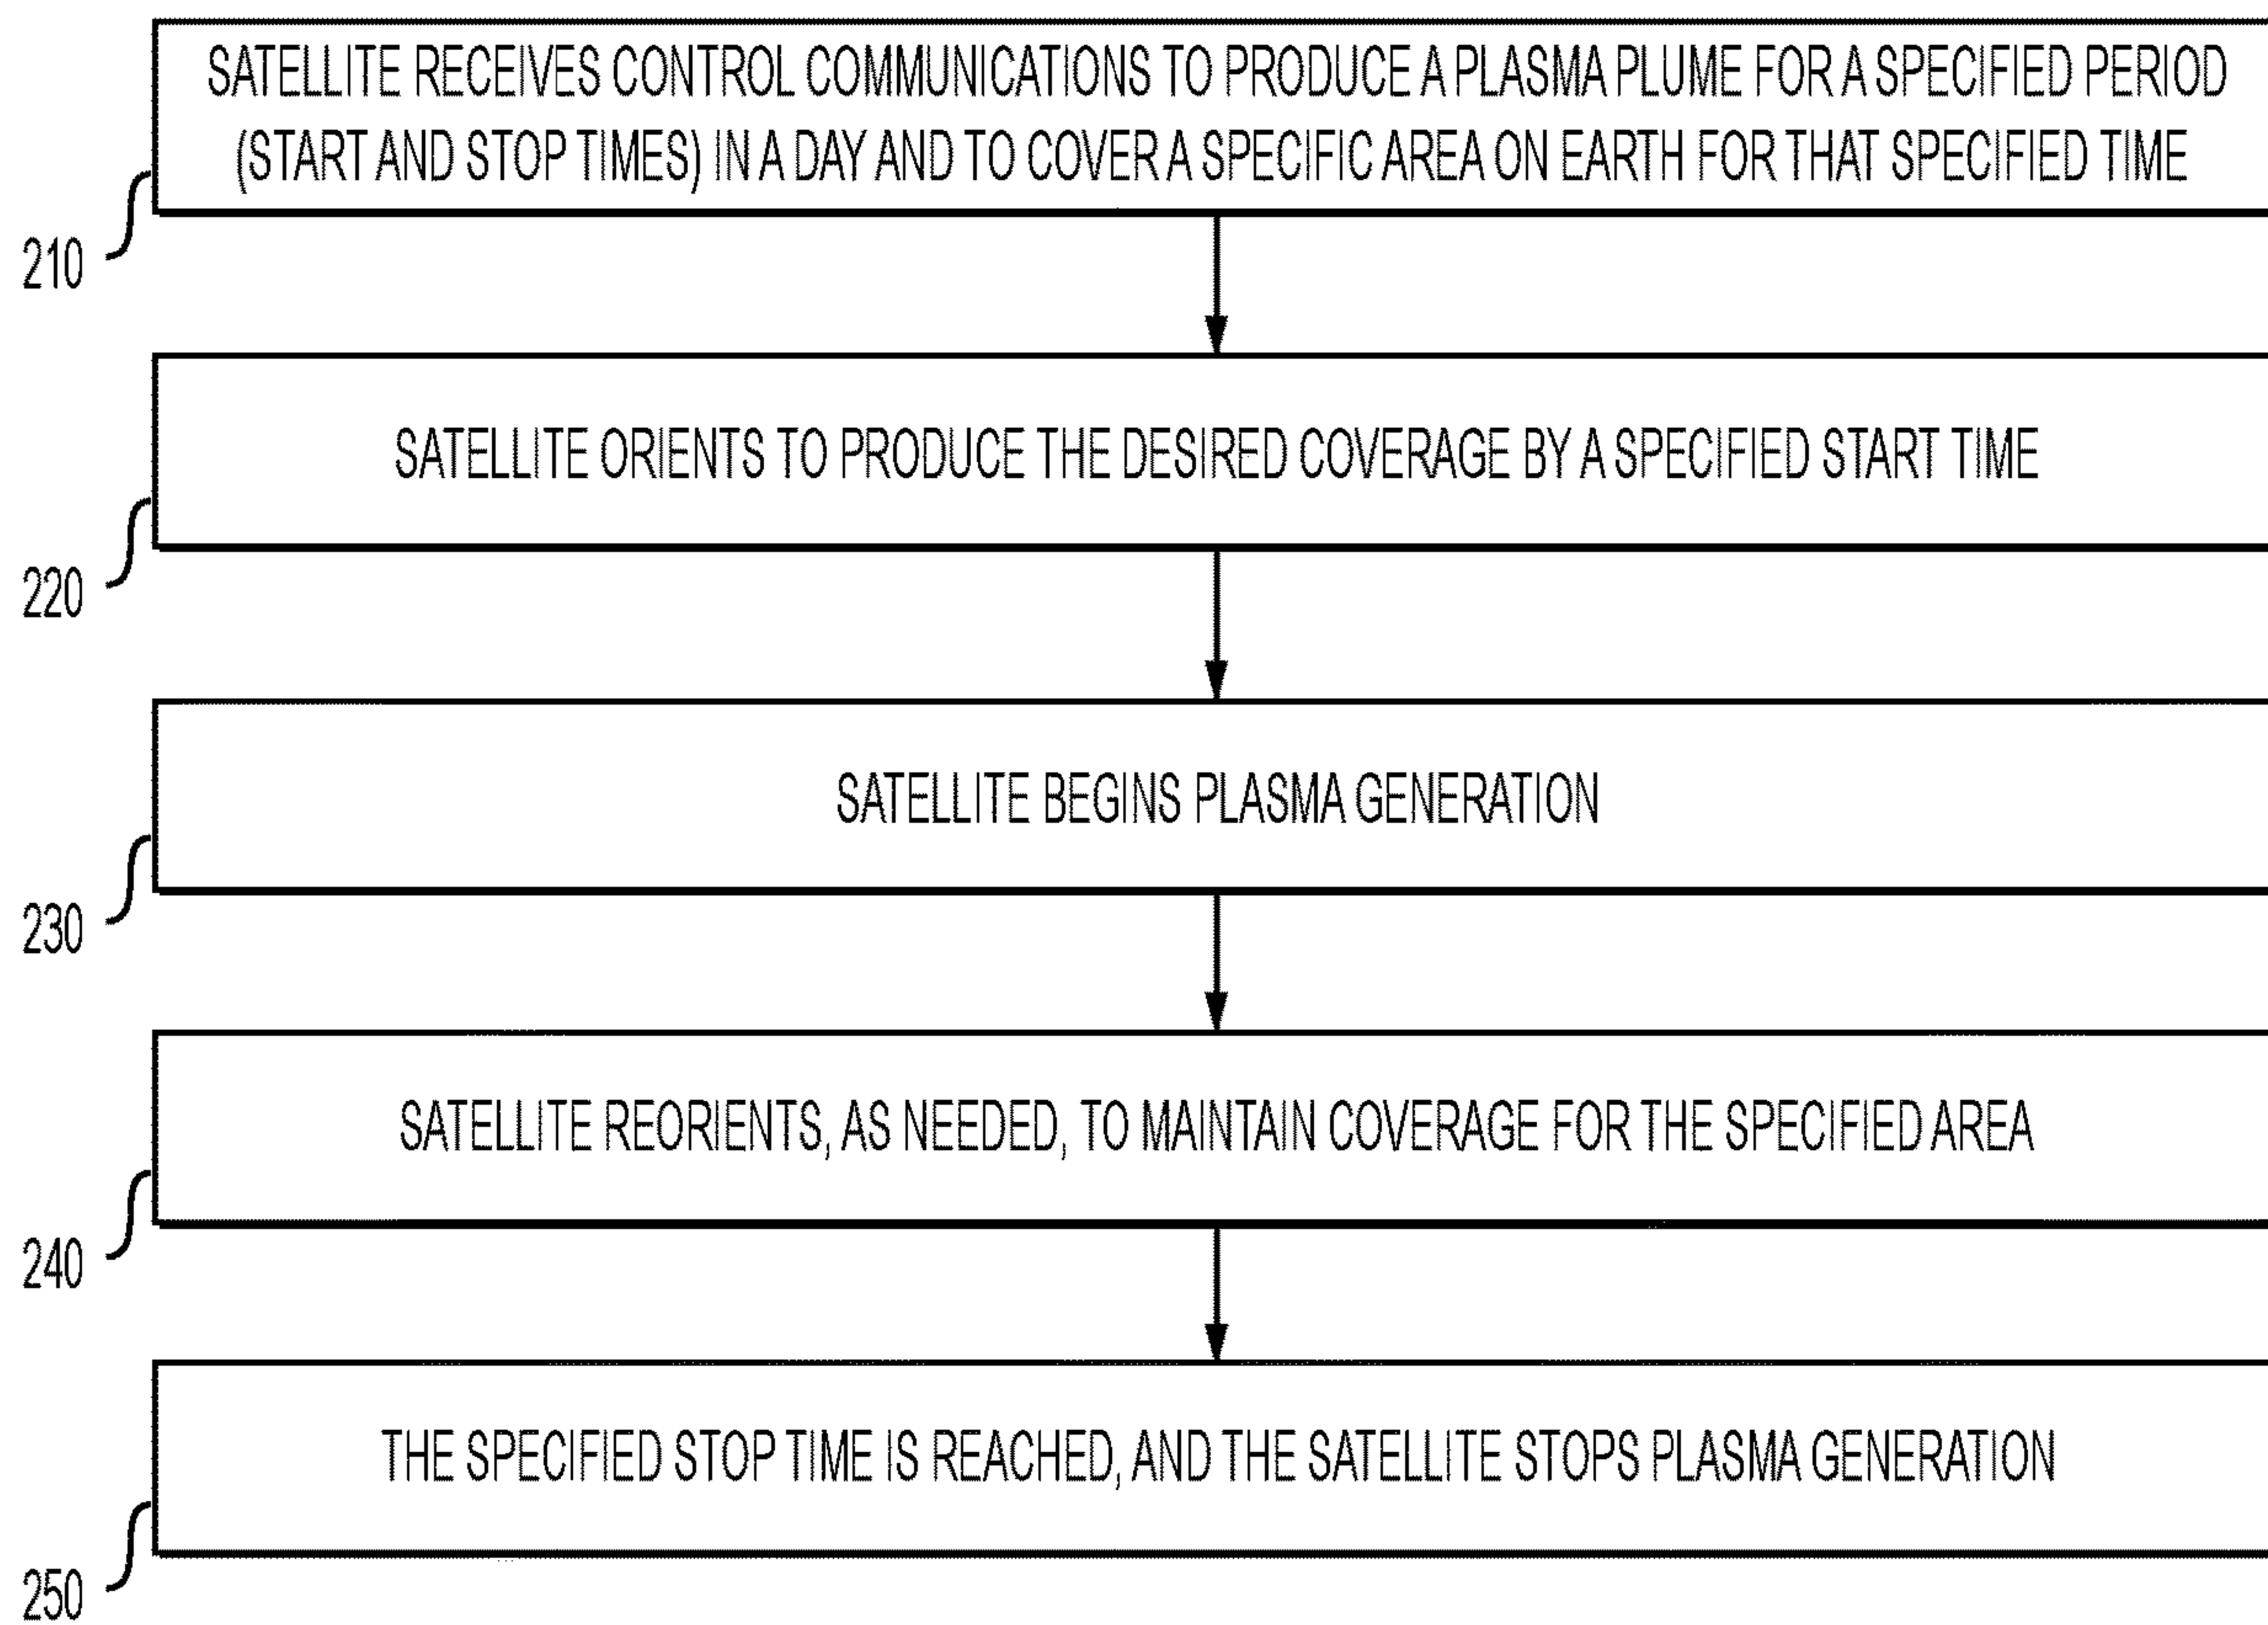 SATELLITE RECEIVES CONTROL COMMUNICATIONS TO PRODUCE A PLASMA PLUME FOR A SPECIFIED PERIOD
(START AND STOP TIMES) IN A DAY AND TO COVER A SPECIFIC AREA ON EARTH FOR THAT SPECIFIED TIME
210
SATELLITE ORIENTS TO PRODUCE THE DESIRED COVERAGE BY A SPECIFIED START TIME
220
SATELLITE BEGINS PLASMA GENERATION
230
SATELLITE REORIENTS, AS NEEDED, TO MAINTAIN COVERAGE FOR THE SPECIFIED AREA
240
THE SPECIFIED STOP TIME IS REACHED, AND THE SATELLITE STOPS PLASMA GENERATION
250